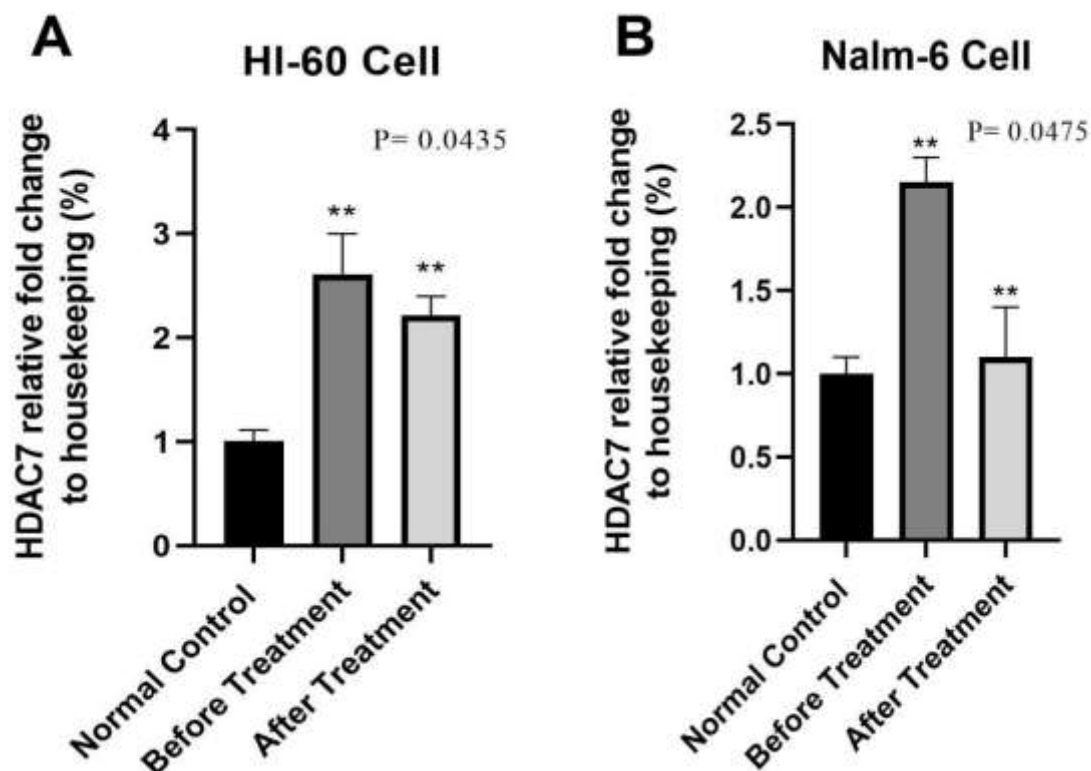 A
HI-60 Cell
HDAC7 relative fold change
to housekeeping (%)
P= 0.0435
4
3
2
1
0
**
**
Normal Control
Before Treatment
After Treatment
B
Nalm-6 Cell
HDAC7 relative fold change
to housekeeping (%)
P= 0.0475
2.5
2.0
1.5
1.0
0.5
0.0
**
**
Normal Control
Before Treatment
After Treatment